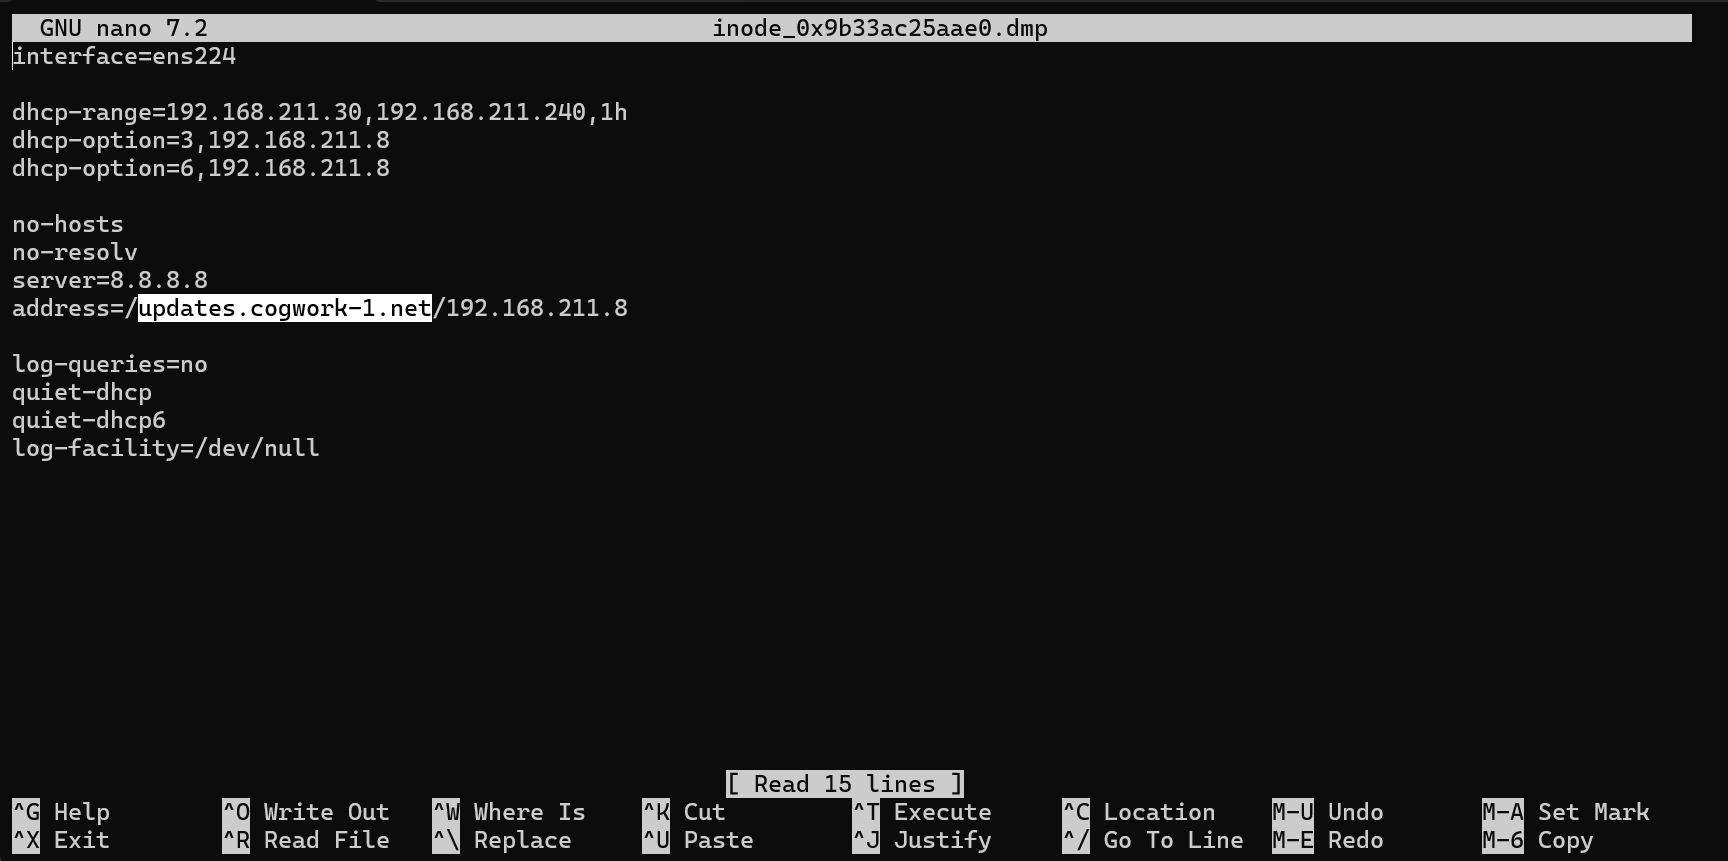 GNU nano 7.2 inode_0x9b33ac25aae0.dmp
interface=ens224
dhcp-range=192.168.211.30,192.168.211.240,1h
dhcp-option=3,192.168.211.8
dhcp-option=6,192.168.211.8
no-hosts
no-resolv
server=8.8.8.8
address=/updates.cogwork-1.net/192.168.211.8
log-queries=no
quiet-dhcp
quiet-dhcp6
log-facility=/dev/null
[ Read 15 lines ]
^G Help ^O Write Out ^W Where Is ^K Cut ^T Execute ^C Location M-U Undo M-A Set Mark
^X Exit ^R Read File ^\ Replace ^U Paste ^J Justify ^/ Go To Line M-E Redo M-6 Copy